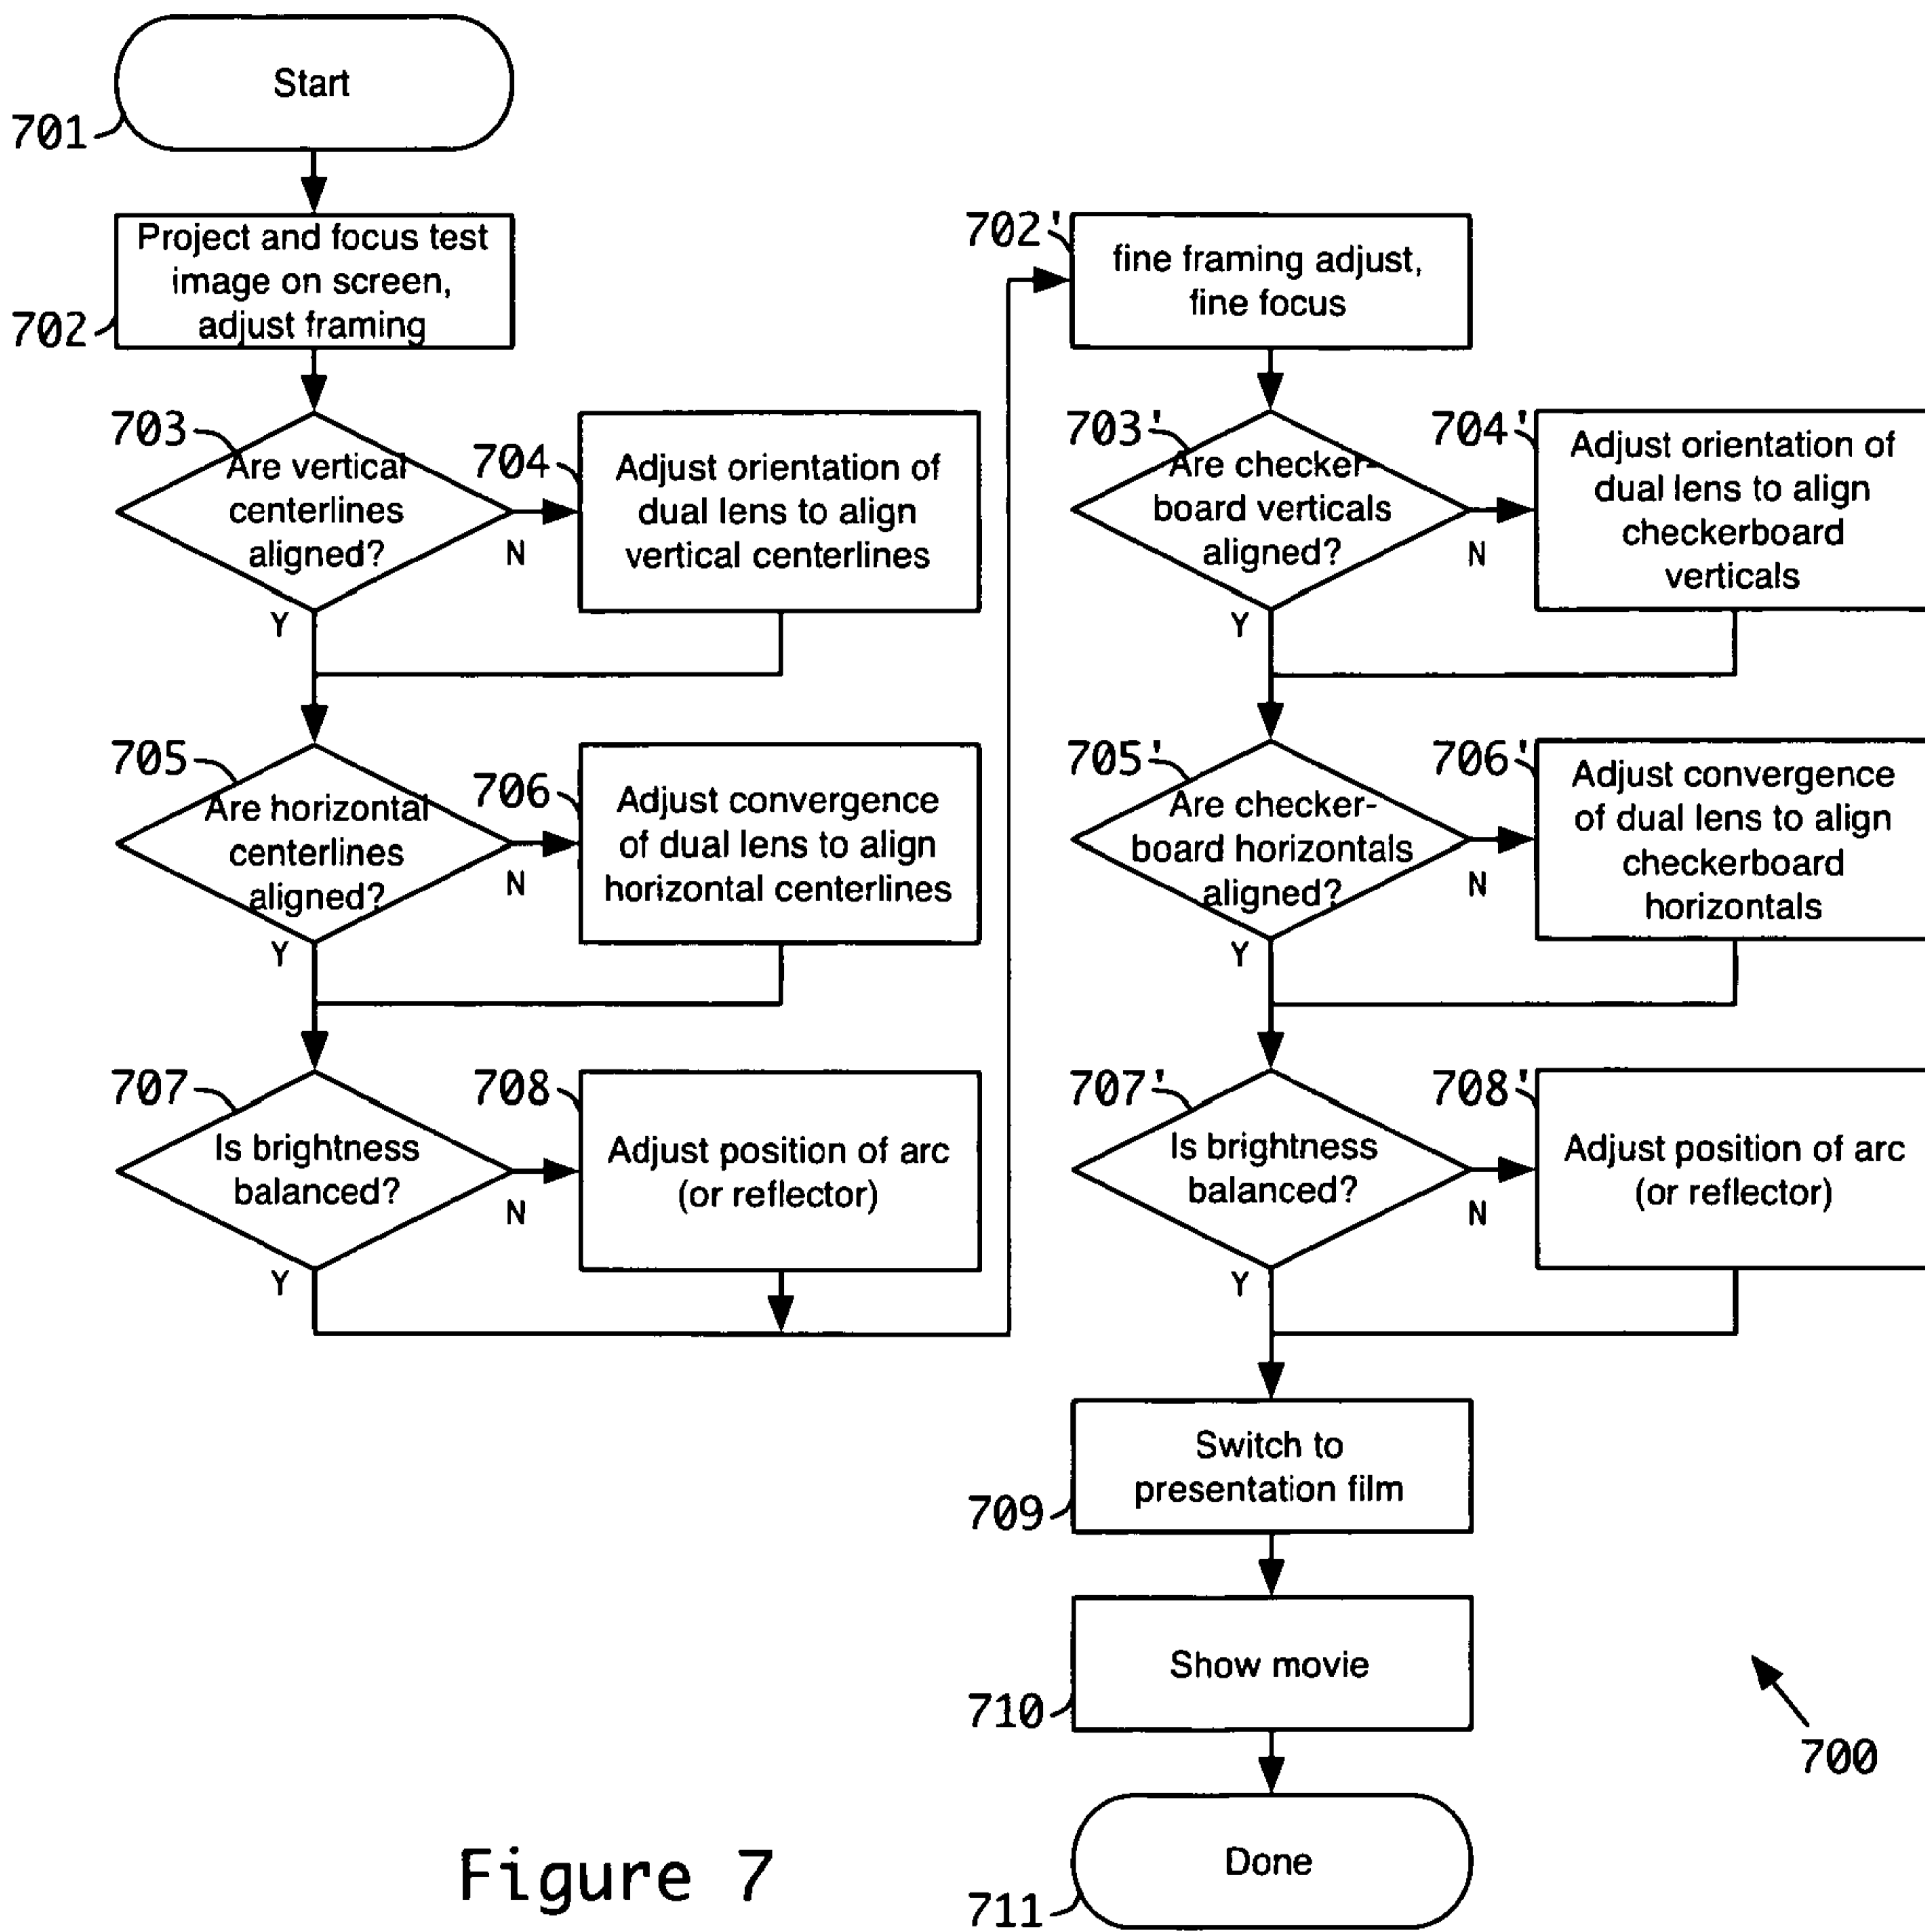 Start
701
Project and focus test
image on screen,
adjust framing
702
703
Are vertical
centerlines
aligned?
N
Y
704
Adjust orientation of
dual lens to align
vertical centerlines
705
Are horizontal
centerlines
aligned?
N
Y
706
Adjust convergence
of dual lens to align
horizontal centerlines
707
Is brightness
balanced?
N
Y
708
Adjust position of arc
(or reflector)
702'
fine framing adjust,
fine focus
703'
Are checker-
board verticals
aligned?
N
Y
704'
Adjust orientation of
dual lens to align
checkerboard
verticals
705'
Are checker-
board horizontals
aligned?
N
Y
706'
Adjust convergence
of dual lens to align
checkerboard
horizontals
707'
Is brightness
balanced?
N
Y
708'
Adjust position of arc
(or reflector)
Switch to
presentation film
709
Show movie
710
Done
711
700
Figure 7